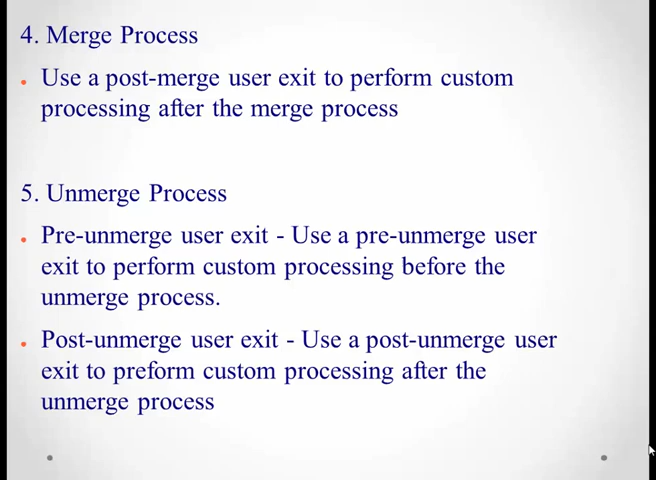 4. Merge Process
• Use a post-merge user exit to perform custom
processing after the merge process
5. Unmerge Process
• Pre-unmerge user exit - Use a pre-unmerge user
exit to perform custom processing before the
unmerge process.
• Post-unmerge user exit - Use a post-unmerge user
exit to preform custom processing after the
unmerge process